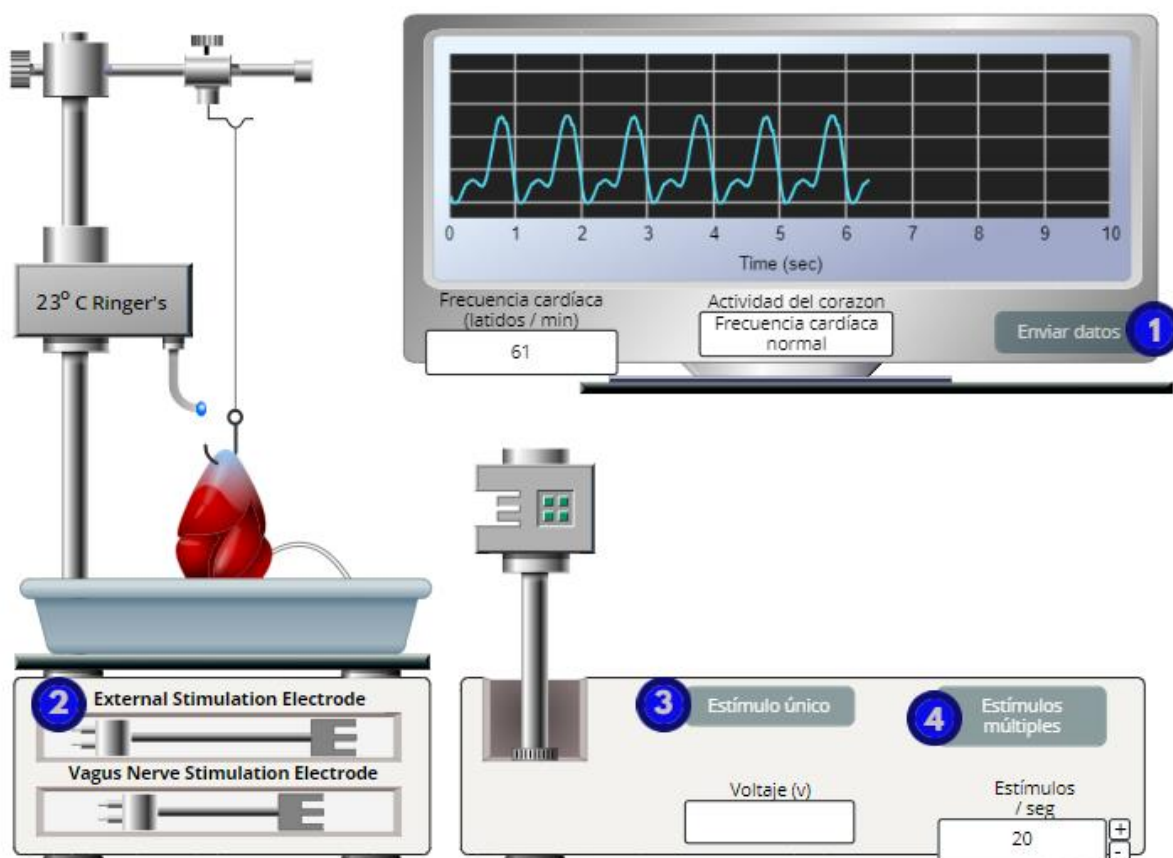 23° C Ringer's
0 1 2 3 4 5 6 7 8 9 10
Time (sec)
Frecuencia cardíaca
(latidos / min)
61
Actividad del corazon
Frecuencia cardíaca
normal
Enviar datos
1
2
External Stimulation Electrode
Vagus Nerve Stimulation Electrode
3
Estímulo único
4
Estímulos
múltiples
Voltaje (v)
Estímulos
/ seg
20
+
-